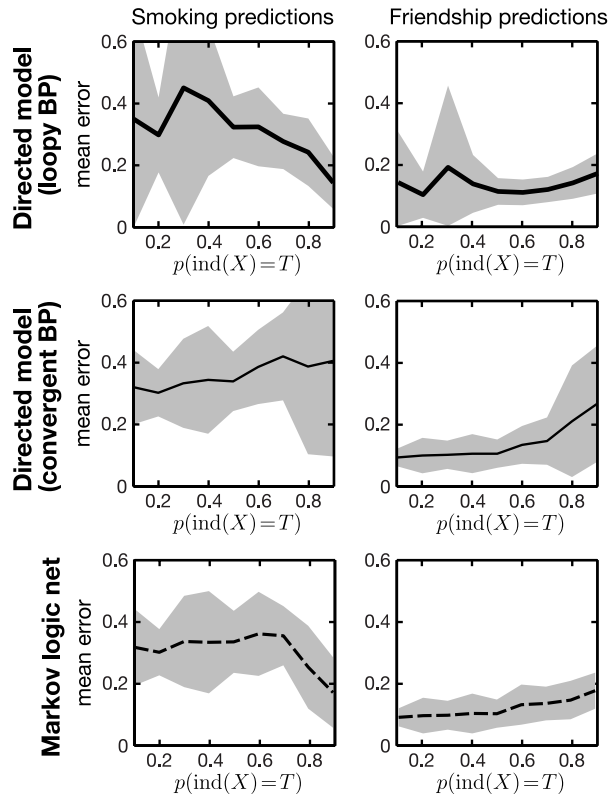 Smoking predictions
Friendship predictions
Directed model
(loopy BP)
mean error
0.6
0.4
0.2
0
0.2 0.4 0.6 0.8
p(ind(X)=T)
0.6
0.4
0.2
0
0.2 0.4 0.6 0.8
p(ind(X)=T)
Directed model
(convergent BP)
mean error
0.6
0.4
0.2
0
0.2 0.4 0.6 0.8
p(ind(X)=T)
0.6
0.4
0.2
0
0.2 0.4 0.6 0.8
p(ind(X)=T)
Markov logic net
mean error
0.6
0.4
0.2
0
0.2 0.4 0.6 0.8
p(ind(X)=T)
0.6
0.4
0.2
0
0.2 0.4 0.6 0.8
p(ind(X)=T)